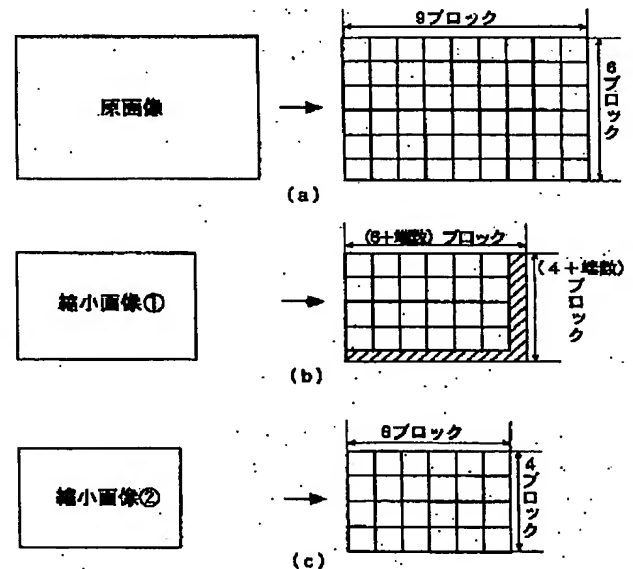 9ブロック
原画像
6ブロック
(a)
(6+端数) ブロック
縮小画像①
(4+端数)ブロック
(b)
6ブロック
縮小画像②
4ブロック
(c)